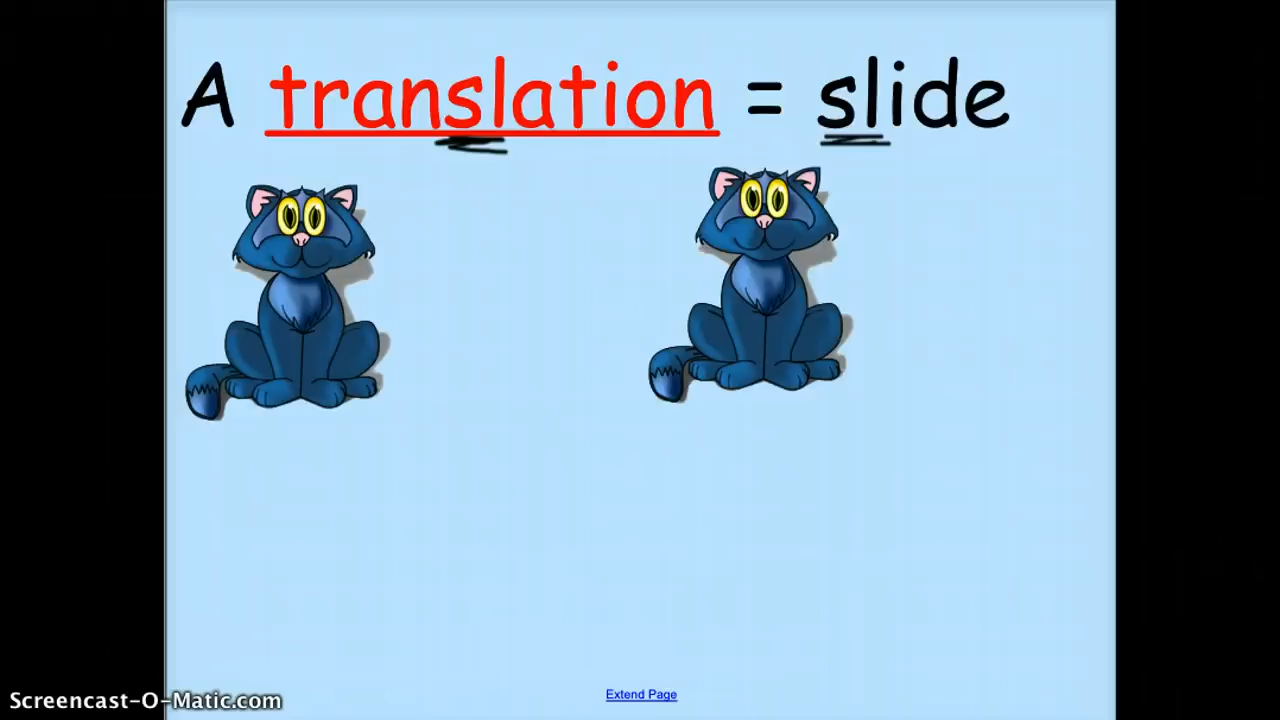 A translation = slide
Extend Page
Screencast-O-Matic.com